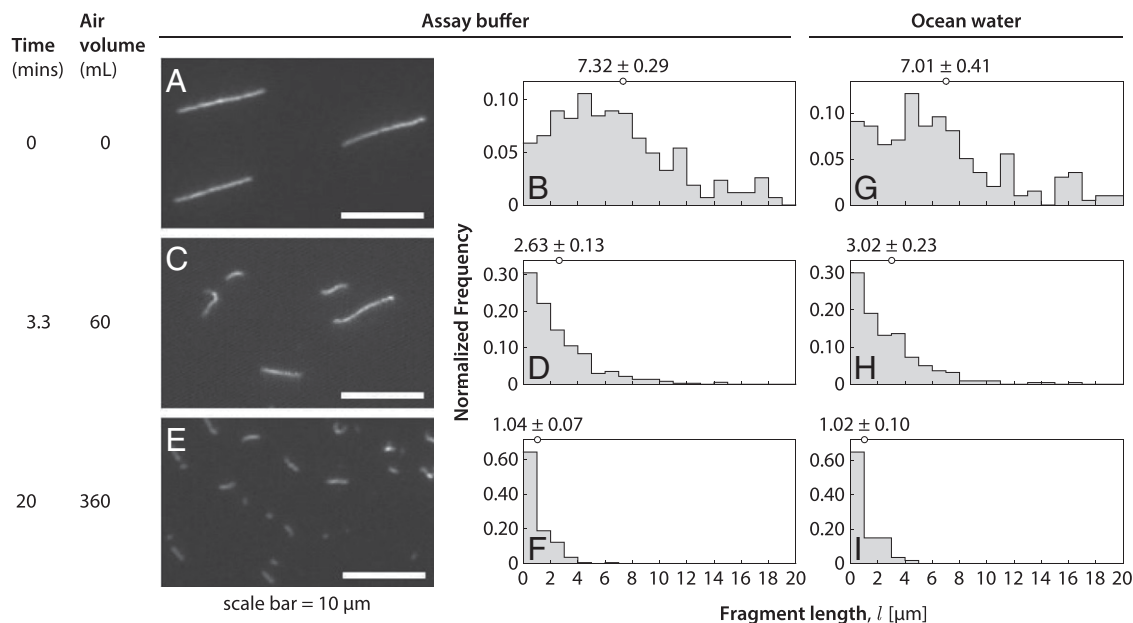 Assay buffer
Ocean water
Time
(mins)
Air
volume
(mL)
A
0
0
7.32 ± 0.29
0.10
0.05
0
B
7.01 ± 0.41
0.10
0.05
0
G
C
3.3
60
Normalized Frequency
2.63 ± 0.13
0.30
0.20
0.10
0
D
3.02 ± 0.23
0.30
0.20
0.10
0
H
E
20
360
1.04 ± 0.07
0.60
0.40
0.20
0
F
0 2 4 6 8 10 12 14 16 18 20
1.02 ± 0.10
0.60
0.40
0.20
0
I
0 2 4 6 8 10 12 14 16 18 20
scale bar = 10 μm
Fragment length, l [μm]